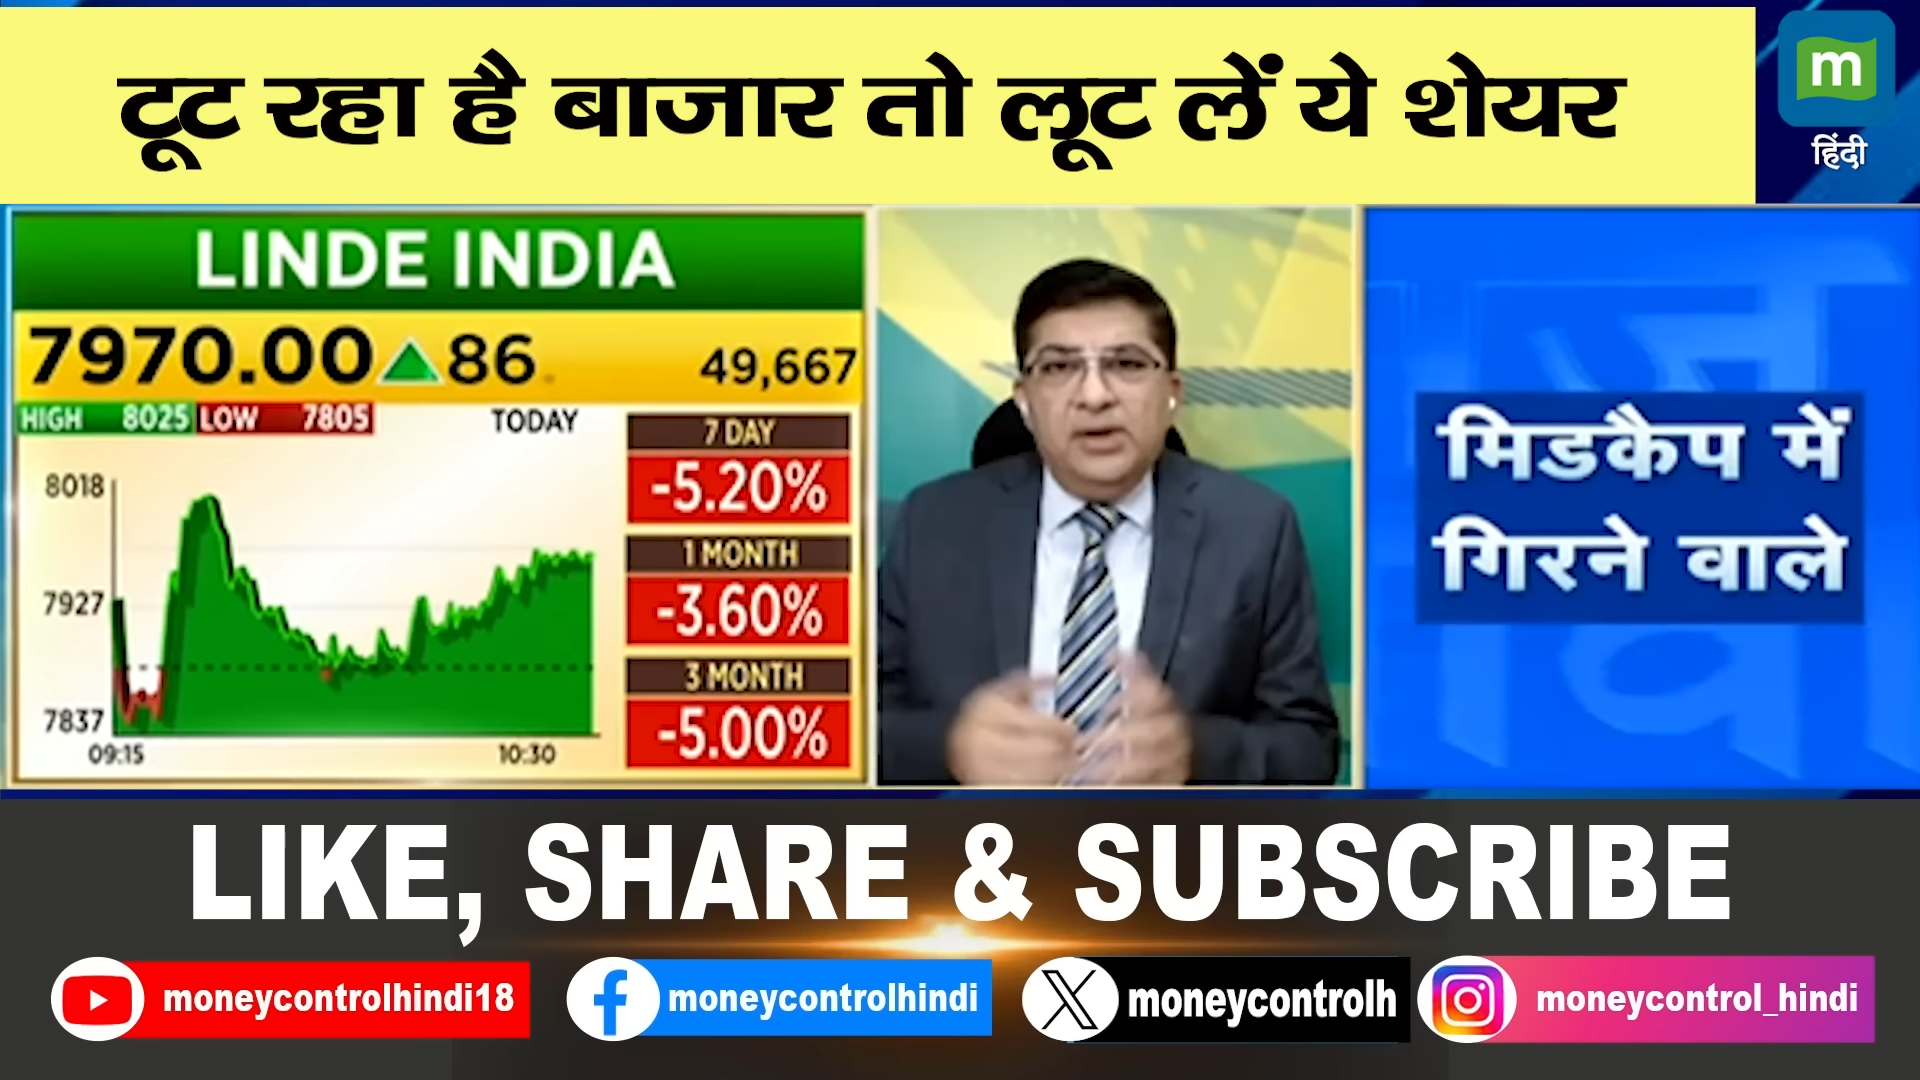 टूट रहा है बाजार तो लूट लें ये शेयर
m
हिंदी
LINDE INDIA
7970.00 ▲ 86 49,667
HIGH 8025 LOW 7805 TODAY
8018
7927
7837
09:15 10:30
7 DAY
-5.20%
1 MONTH
-3.60%
3 MONTH
-5.00%
मिडकैप में
गिरने वाले
LIKE, SHARE & SUBSCRIBE
moneycontrolhindi18 moneycontrolhindi moneycontrolh moneycontrol_hindi